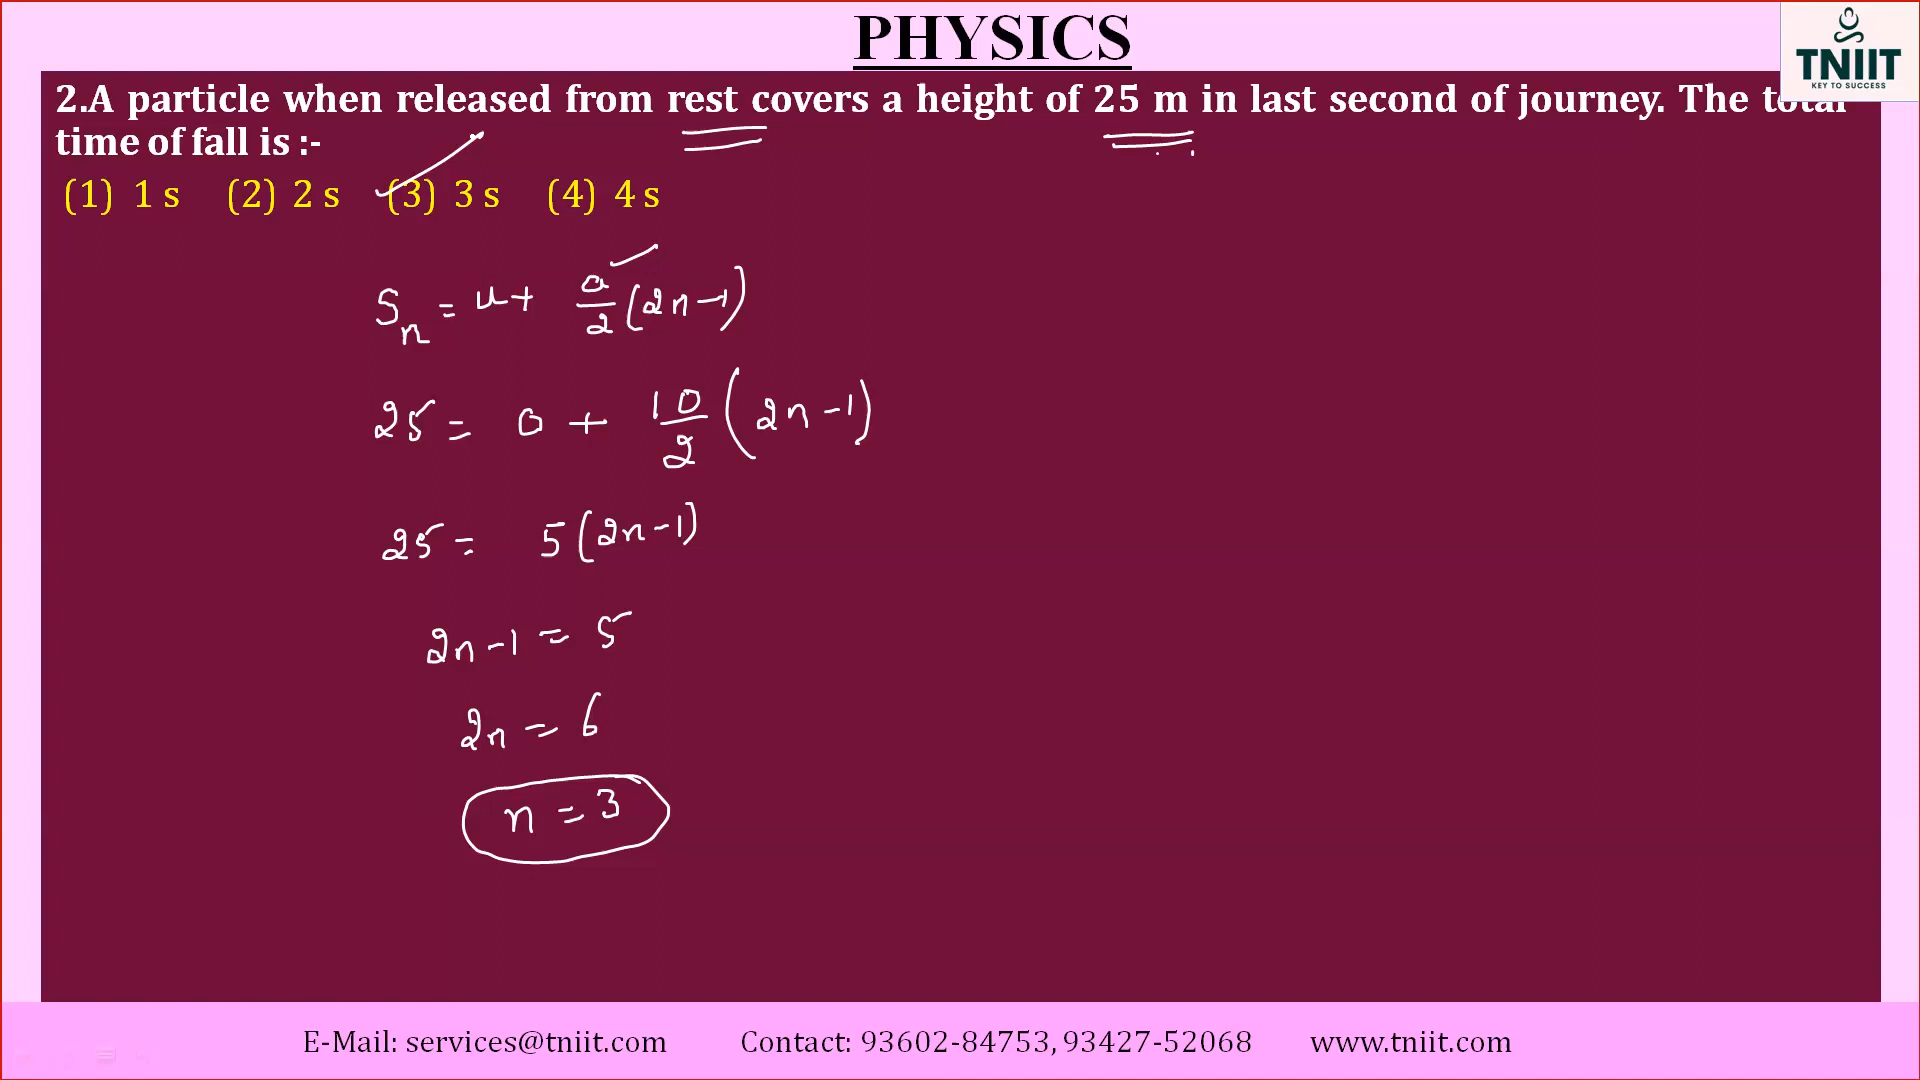 PHYSICS
TNIIT
KEY TO SUCCESS
2.A particle when released from rest covers a height of 25 m in last second of journey. The total
time of fall is :-
(1) 1 s (2) 2 s (3) 3 s (4) 4 s
Sn = u + a/2 (2n-1)
25 = 0 + 10/2 (2n-1)
25 = 5(2n-1)
2n-1 = 5
2n = 6
n = 3
E-Mail: services@tniit.com Contact: 93602-84753, 93427-52068 www.tniit.com